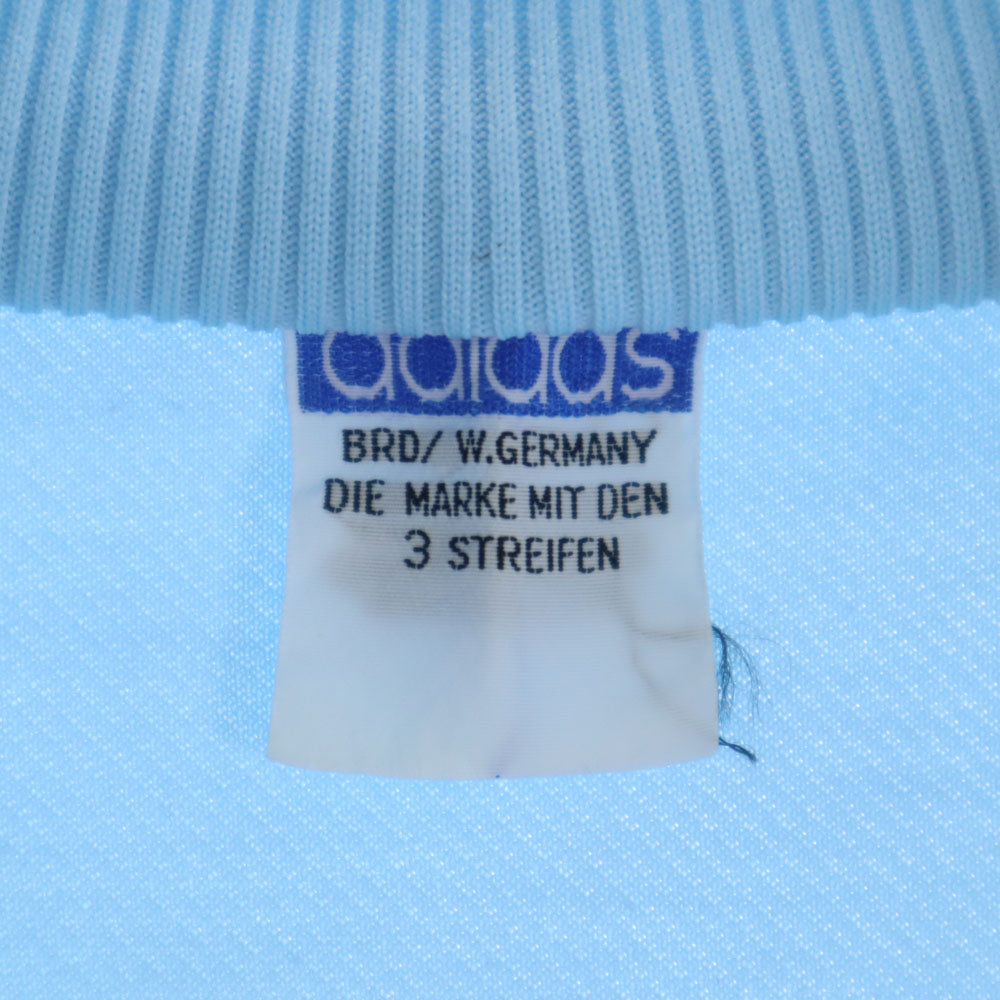 adidas
BRD/ W.GERMANY
DIE MARKE MIT DEN
3 STREIFEN